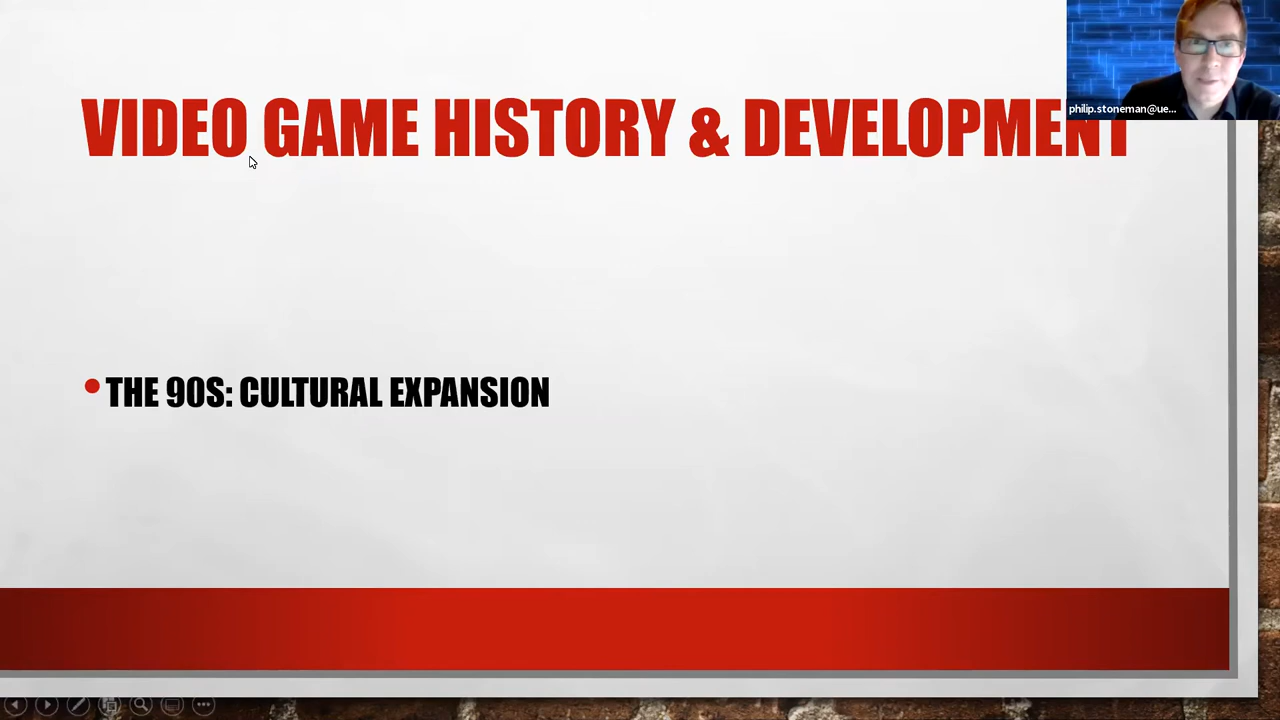 VIDEO GAME HISTORY & DEVELOPMENT
philip.stoneman@ue...
THE 90S: CULTURAL EXPANSION